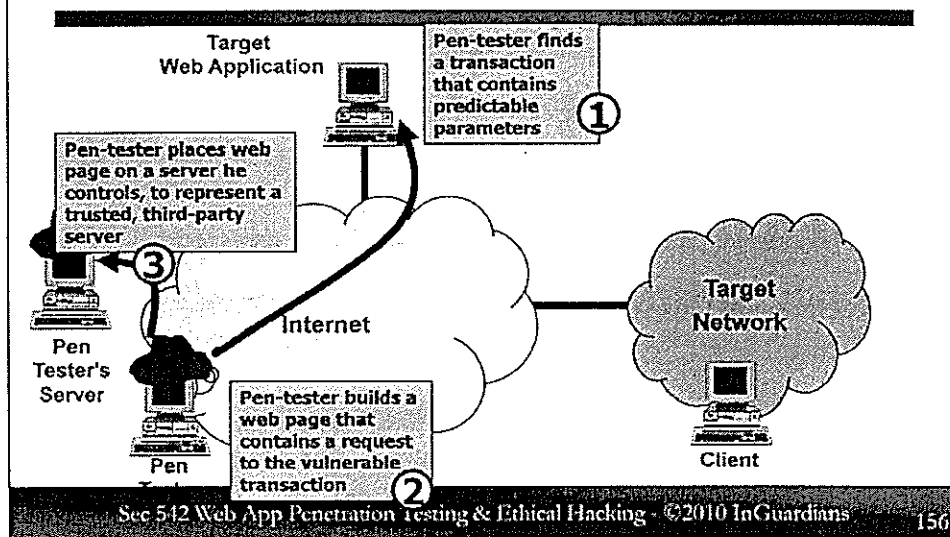 Target
Web Application
Pen-tester finds
a transaction
that contains
predictable
parameters
1
Pen-tester places web
page on a server he
controls, to represent a
trusted, third-party
server
3
Internet
Target
Network
Pen
Tester's
Server
Pen-tester builds a
web page that
contains a request
to the vulnerable
transaction
2
Pen
Client
Sec 542 Web App Penetration Testing & Ethical Hacking - ©2010 InGuardians
150